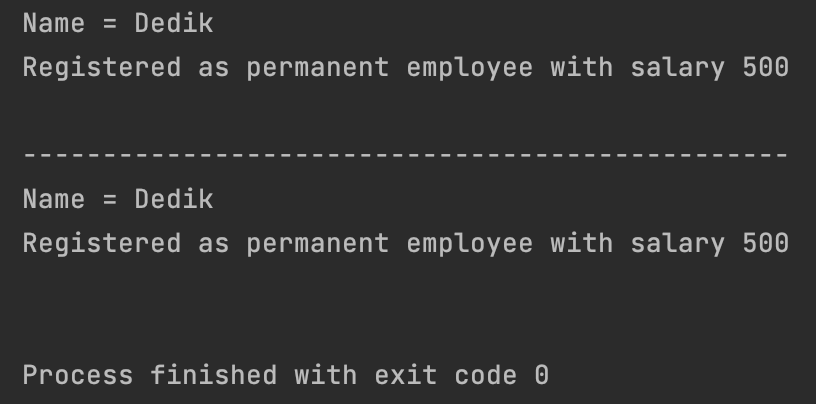 Name = Dedik
Registered as permanent employee with salary 500
------------------------------------------------
Name = Dedik
Registered as permanent employee with salary 500
Process finished with exit code 0